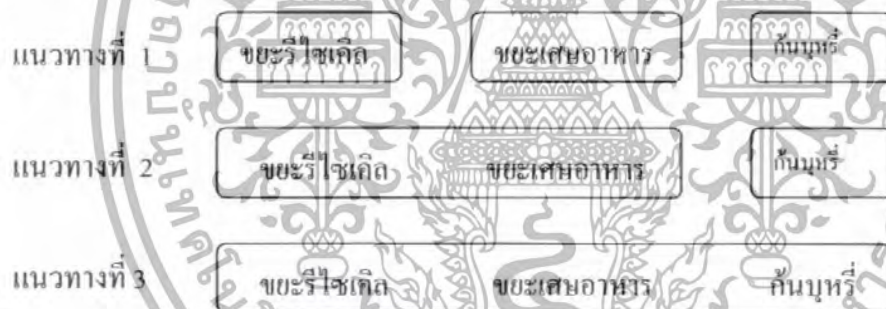 แนวทางที่ 1 ขยะรีไซเคิล ขยะเศษอาหาร ก้นบุหรี่
แนวทางที่ 2 ขยะรีไซเคิล ขยะเศษอาหาร ก้นบุหรี่
แนวทางที่ 3 ขยะรีไซเคิล ขยะเศษอาหาร ก้นบุหรี่